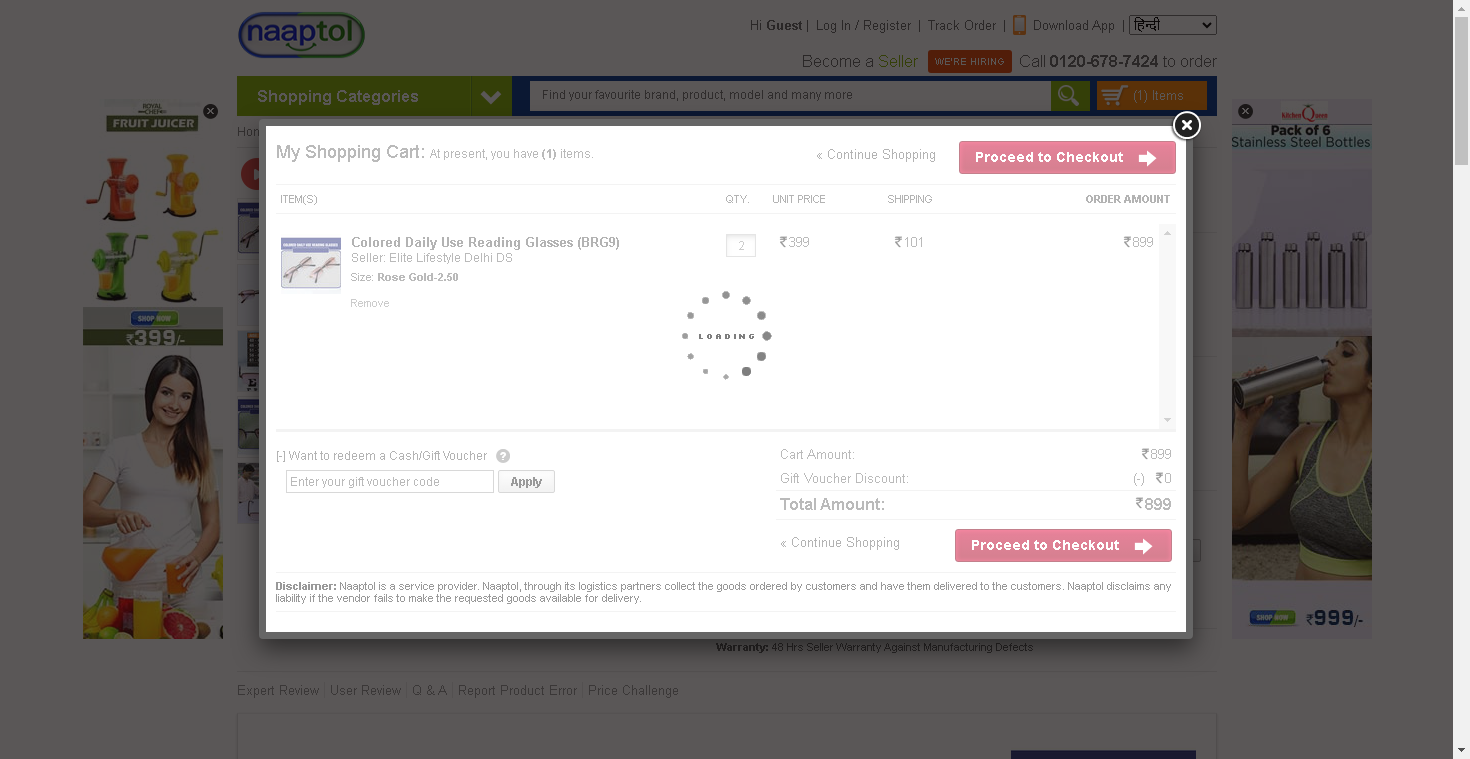 naaptol
Hi Guest | Log In / Register | Track Order | Download App | हिन्दी
Become a Seller WE'RE HIRING Call 0120-678-7424 to order
Shopping Categories
Find your favourite brand, product, model and many more
(1) Items
ROYAL CHEF
FRUIT JUICER
SHOP NOW
₹399/-
Kitchen Queen
Pack of 6
Stainless Steel Bottles
SHOP NOW
₹999/-
Hom
My Shopping Cart: At present, you have (1) items.
« Continue Shopping
Proceed to Checkout
ITEM(S) QTY. UNIT PRICE SHIPPING ORDER AMOUNT
Colored Daily Use Reading Glasses (BRG9) 2 ₹399 ₹101 ₹899
Seller: Elite Lifestyle Delhi DS
Size: Rose Gold-2.50
Remove
LOADING
[-] Want to redeem a Cash/Gift Voucher ?
Enter your gift voucher code Apply
Cart Amount: ₹899
Gift Voucher Discount: (-) ₹0
Total Amount: ₹899
« Continue Shopping Proceed to Checkout
Disclaimer: Naaptol is a service provider. Naaptol, through its logistics partners collect the goods ordered by customers and have them delivered to the customers. Naaptol disclaims any
liability if the vendor fails to make the requested goods available for delivery.
Warranty: 48 Hrs Seller Warranty Against Manufacturing Defects
Expert Review | User Review | Q & A | Report Product Error | Price Challenge